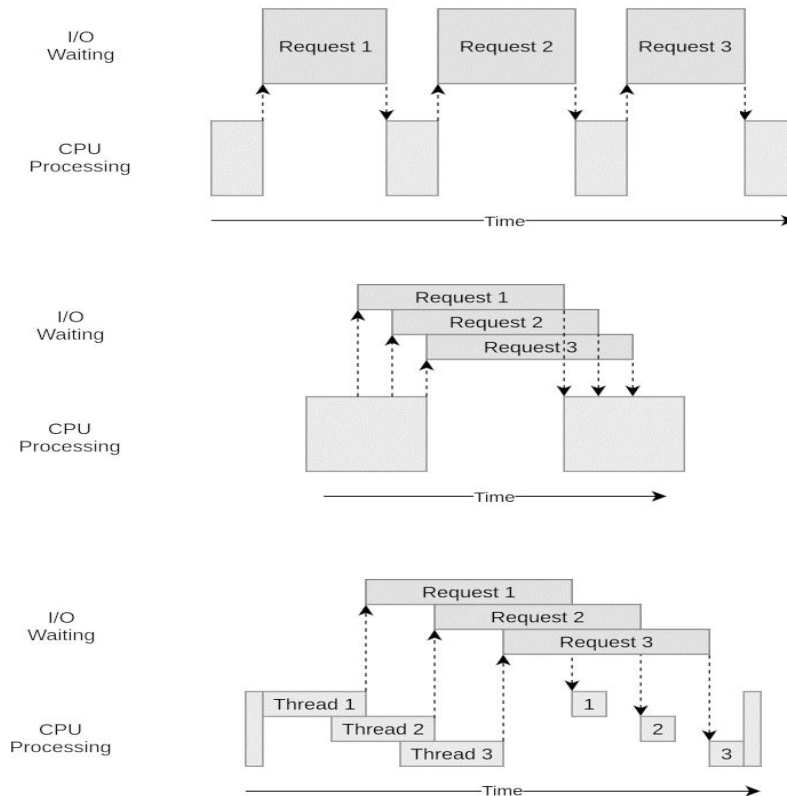 I/O
Waiting
Request 1
Request 2
Request 3
CPU
Processing
Time
I/O
Waiting
Request 1
Request 2
Request 3
CPU
Processing
Time
I/O
Waiting
Request 1
Request 2
Request 3
CPU
Processing
Thread 1
1
Thread 2
2
Thread 3
3
Time